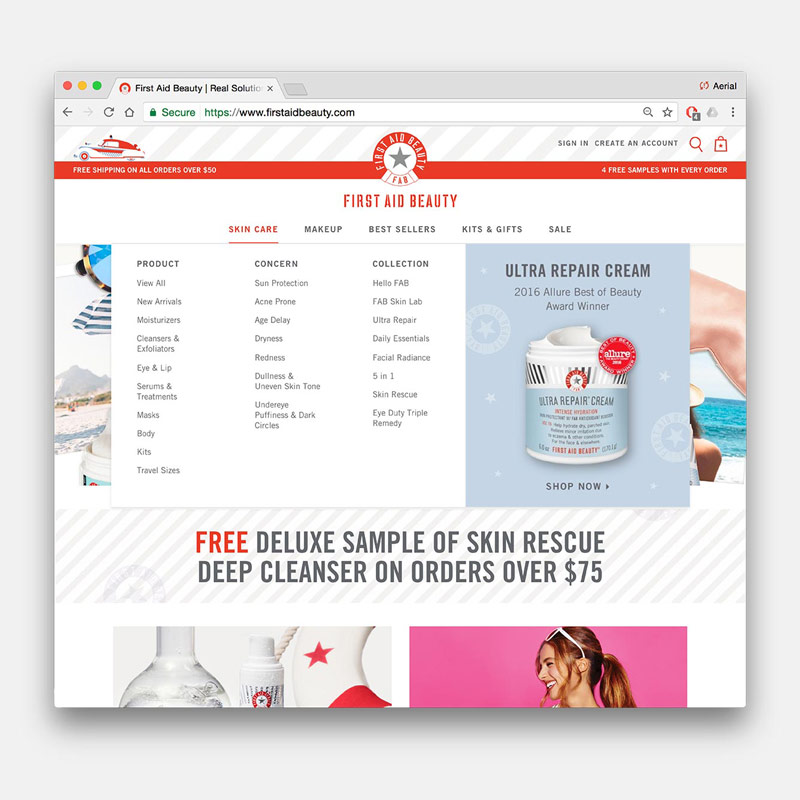 First Aid Beauty | Real Solutio
Aerial
Secure https://www.firstaidbeauty.com
4
SIGN IN CREATE AN ACCOUNT
FIRST AID BEAUTY
FAB
FREE SHIPPING ON ALL ORDERS OVER $50
4 FREE SAMPLES WITH EVERY ORDER
FIRST AID BEAUTY
SKIN CARE MAKEUP BEST SELLERS KITS & GIFTS SALE
PRODUCT
View All
New Arrivals
Moisturizers
Cleansers &
Exfoliators
Eye & Lip
Serums &
Treatments
Masks
Body
Kits
Travel Sizes
CONCERN
Sun Protection
Acne Prone
Age Delay
Dryness
Redness
Dullness &
Uneven Skin Tone
Undereye
Puffiness & Dark
Circles
COLLECTION
Hello FAB
FAB Skin Lab
Ultra Repair
Daily Essentials
Facial Radiance
5 in 1
Skin Rescue
Eye Duty Triple
Remedy
ULTRA REPAIR CREAM
2016 Allure Best of Beauty
Award Winner
BEST OF BEAUTY
allure
2016
AWARD WINNER
ULTRA REPAIR CREAM
INTENSE HYDRATION
FIRST AID BEAUTY
SHOP NOW
FREE DELUXE SAMPLE OF SKIN RESCUE
DEEP CLEANSER ON ORDERS OVER $75